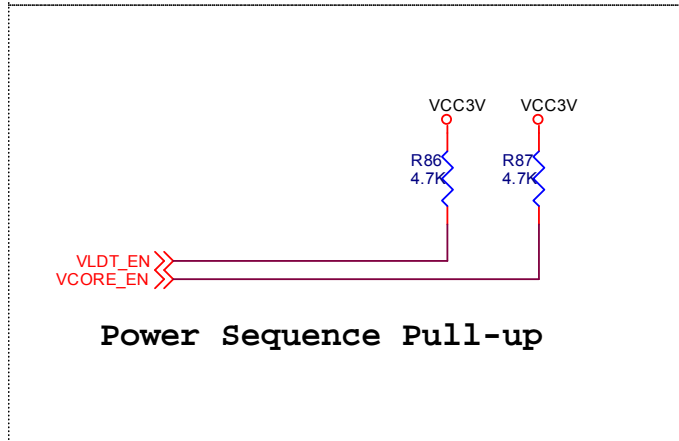 VCC3V VCC3V
R86 R87
4.7K 4.7K
VLDT_EN
VCORE_EN
Power Sequence Pull-up